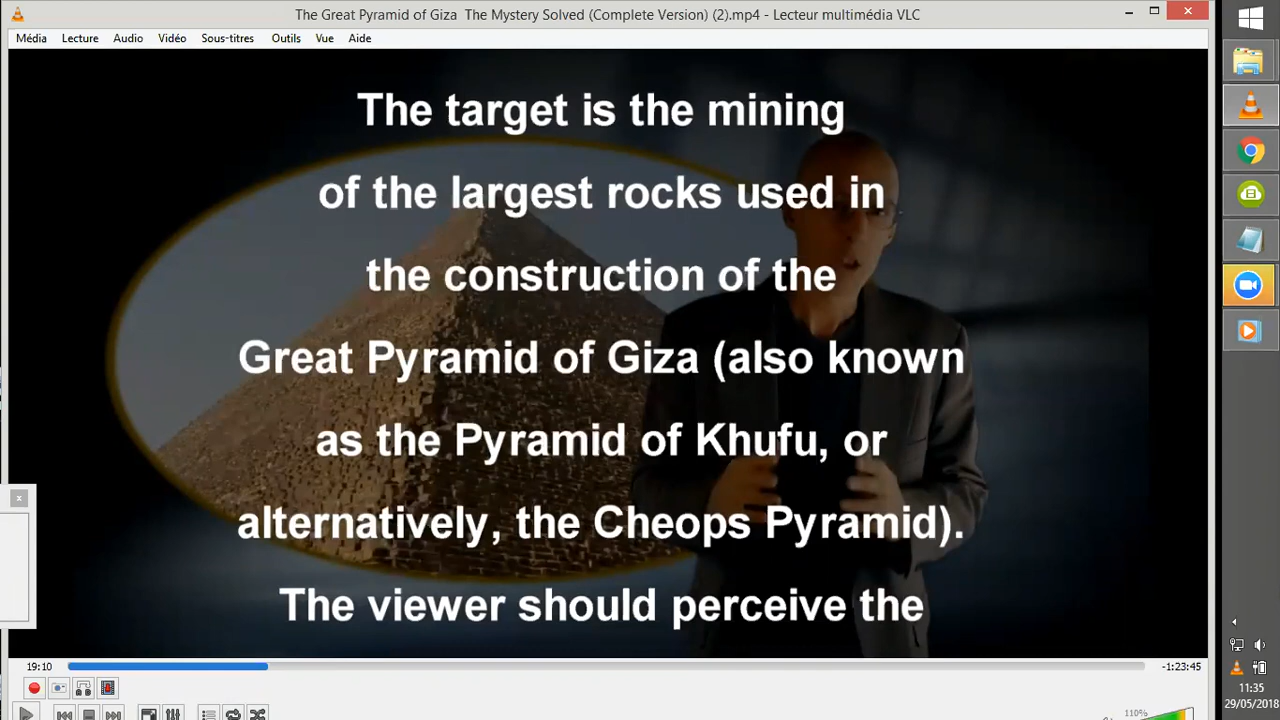 The Great Pyramid of Giza  The Mystery Solved (Complete Version) (2).mp4 - Lecteur multimédia VLC
Média Lecture Audio Vidéo Sous-titres Outils Vue Aide
The target is the mining
of the largest rocks used in
the construction of the
Great Pyramid of Giza (also known
as the Pyramid of Khufu, or
alternatively, the Cheops Pyramid).
The viewer should perceive the
19:10
-1:23:45
110%
11:35
29/05/2018